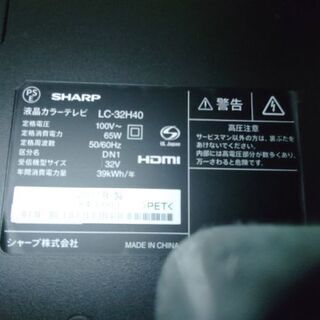 PS
E
SHARP
液晶カラーテレビ LC-32H40
定格電圧 100V~
定格消費電力 65W
定格周波数 50/60Hz
区分名 DN1
受信機型サイズ 32V
年間消費電力量 39kWh/年
シャープ株式会社
MADE IN CHINA
UL Japan
HDMI
警告
高圧注意
サービスマン以外の方は、裏ぶたを
あけないでください。
内部には高電圧部分が数多くあり、万一
さわると危険です。
PETC